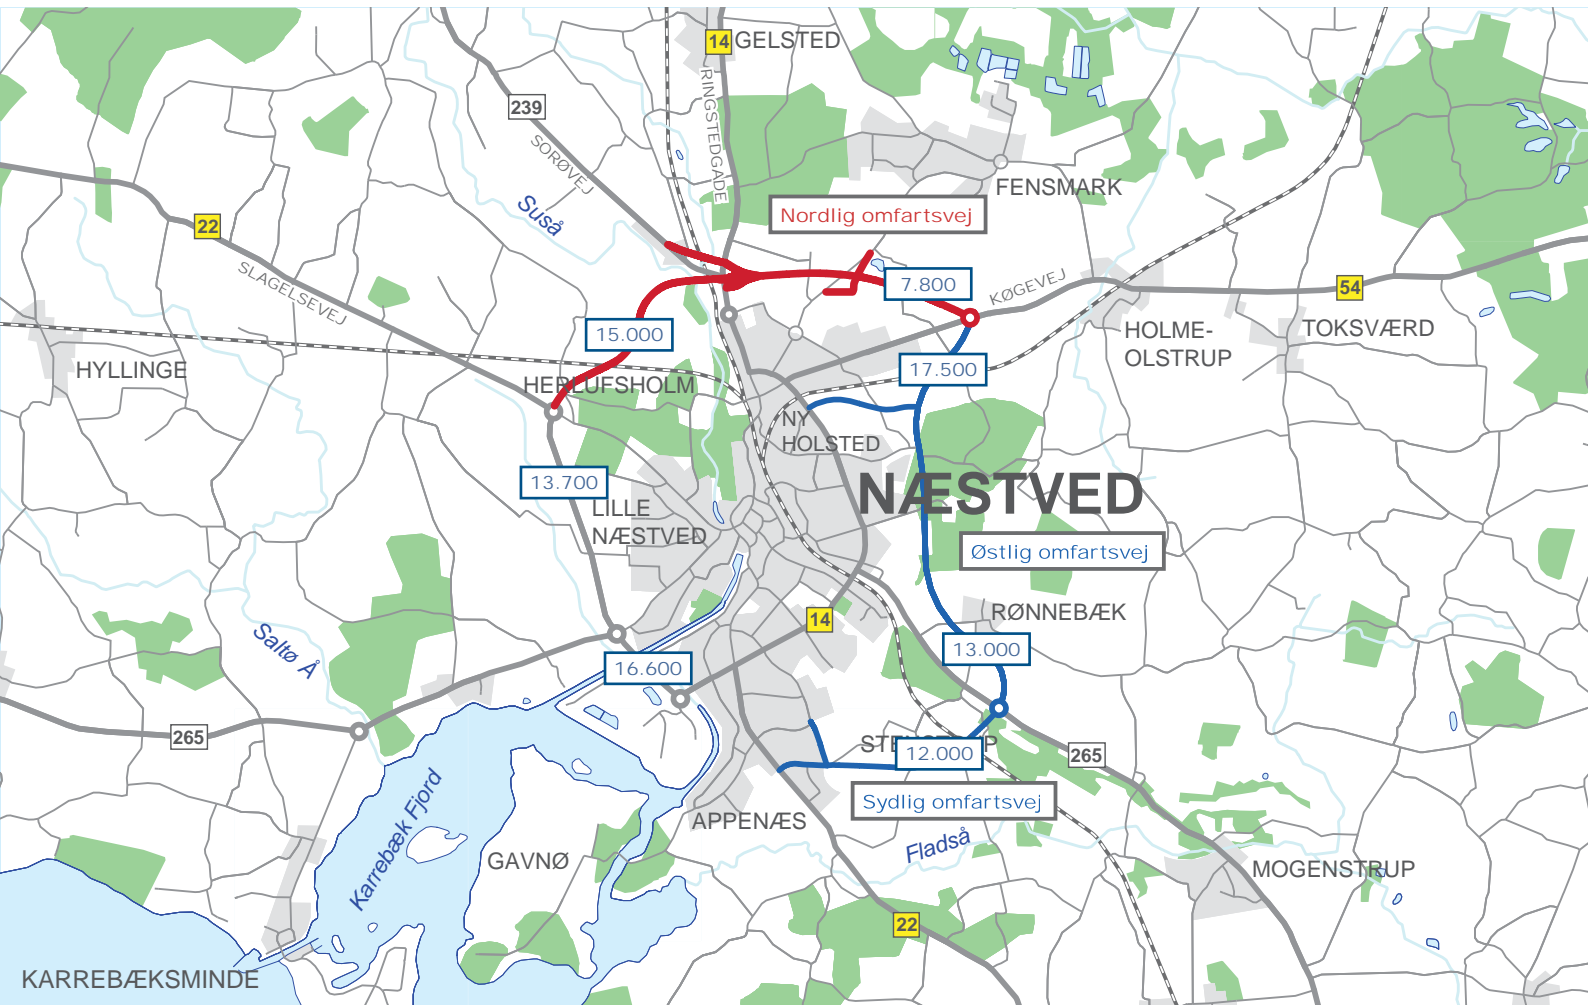 14 GELSTED
239
RINGSTEDGADE
SORØVEJ
FENSMARK
Suså
Nordlig omfartsvej
22
SLAGELSEVEJ
7.800
KØGEVEJ
54
15.000
HOLME-
OLSTRUP
TOKSVÆRD
HYLLINGE
17.500
HERLUFSHOLM
NY
HOLSTED
13.700
NÆSTVED
LILLE
NÆSTVED
Østlig omfartsvej
RØNNEBÆK
14
Saltø Å
13.000
16.600
265
STENSTRUP
12.000
265
Sydlig omfartsvej
Karrebæk Fjord
APPENÆS
Fladså
GAVNØ
MOGENSTRUP
22
KARREBÆKSMINDE